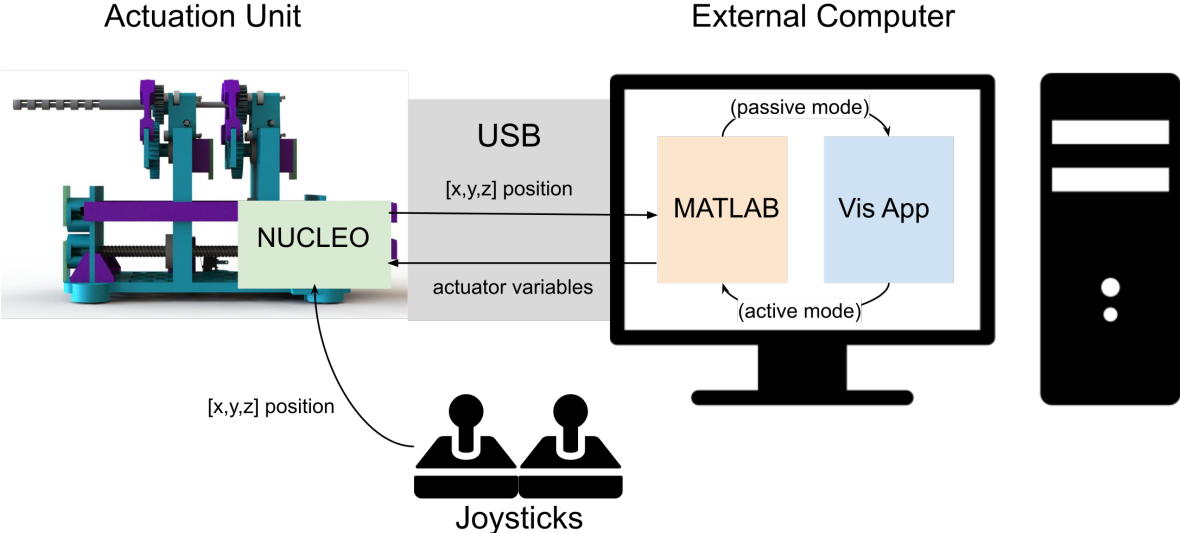 Actuation Unit
External Computer
USB
[x,y,z] position
NUCLEO
actuator variables
(passive mode)
MATLAB
Vis App
(active mode)
[x,y,z] position
Joysticks